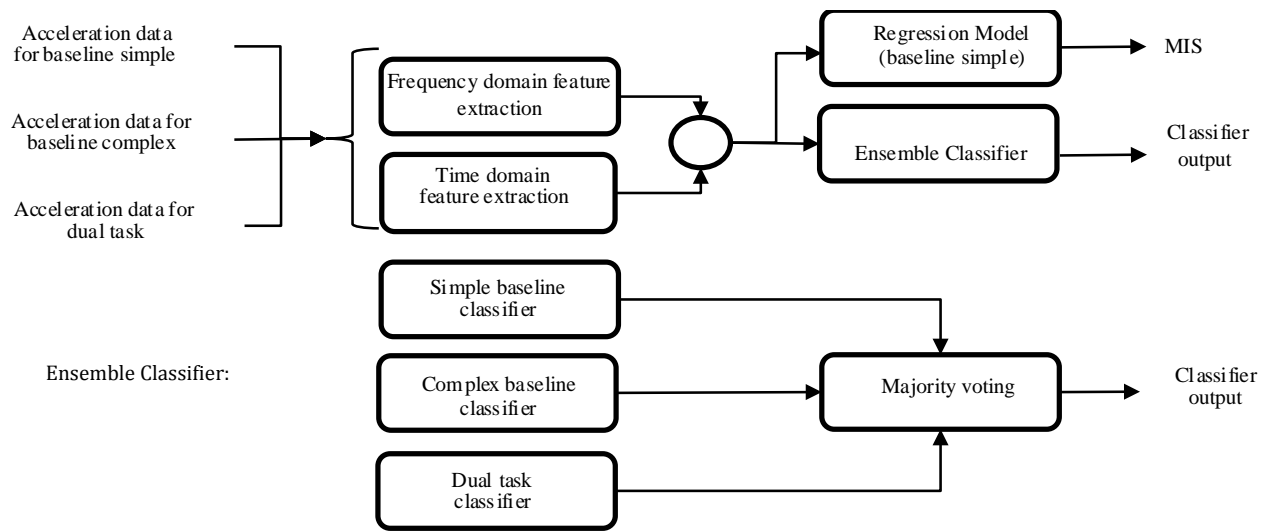 Acceleration data
for baseline simple
Acceleration data for
baseline complex
Acceleration data for
dual task
Frequency domain feature
extraction
Time domain
feature extraction
Regression Model
(baseline simple)
MIS
Ensemble Classifier
Classifier
output
Ensemble Classifier:
Simple baseline
classifier
Complex baseline
classifier
Dual task
classifier
Majority voting
Classifier
output